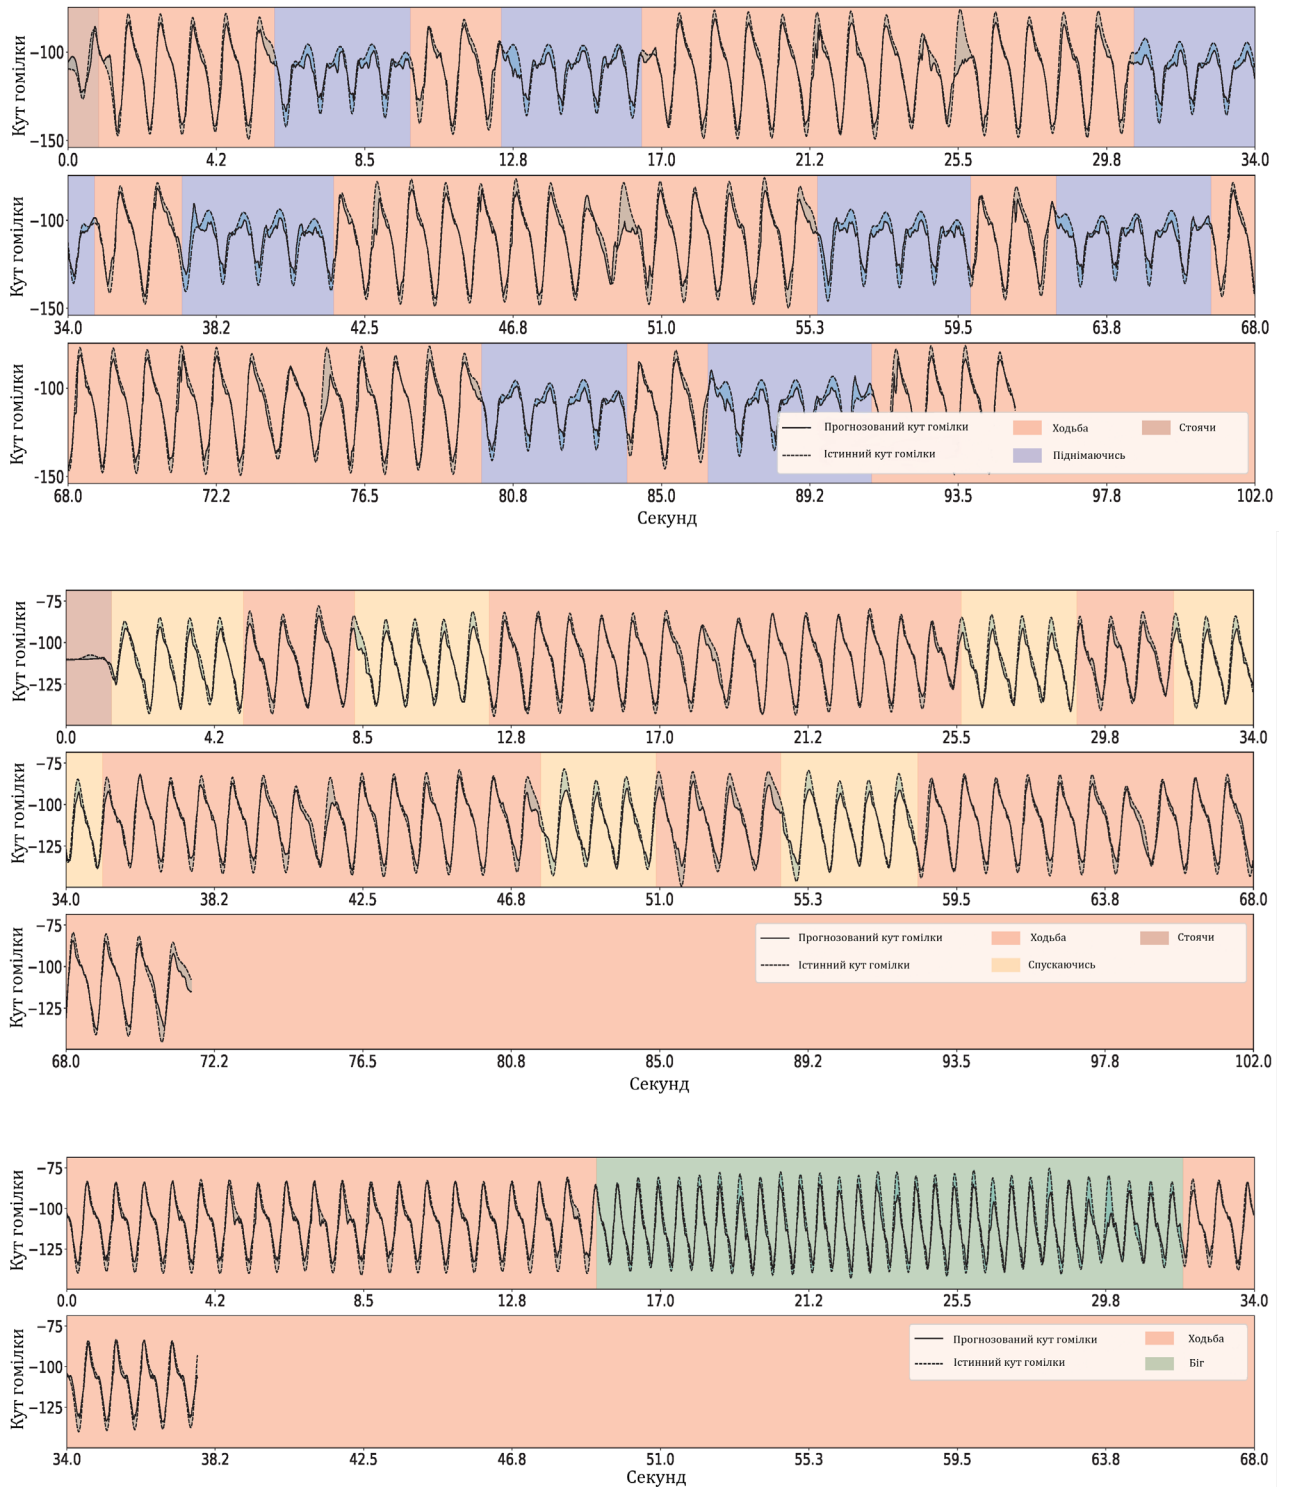 Кут гомілки
−100
−150
0.0 4.2 8.5 12.8 17.0 21.2 25.5 29.8 34.0
Кут гомілки
−100
−150
34.0 38.2 42.5 46.8 51.0 55.3 59.5 63.8 68.0
Кут гомілки
−100
-150
Прогнозований кут гомілки Ходьба Стоячи
Істинний кут гомілки Піднімаючись
68.0 72.2 76.5 80.8 85.0 89.2 93.5 97.8 102.0
Секунд
Кут гомілки
−75
−100
−125
0.0 4.2 8.5 12.8 17.0 21.2 25.5 29.8 34.0
Кут гомілки
−75
−100
−125
34.0 38.2 42.5 46.8 51.0 55.3 59.5 63.8 68.0
Кут гомілки
−75
−100
−125
Прогнозований кут гомілки Ходьба Стоячи
Істинний кут гомілки Спускаючись
68.0 72.2 76.5 80.8 85.0 89.2 93.5 97.8 102.0
Секунд
Кут гомілки
−75
−100
−125
0.0 4.2 8.5 12.8 17.0 21.2 25.5 29.8 34.0
Кут гомілки
−75
−100
−125
Прогнозований кут гомілки Ходьба
Істинний кут гомілки Біг
34.0 38.2 42.5 46.8 51.0 55.3 59.5 63.8 68.0
Секунд